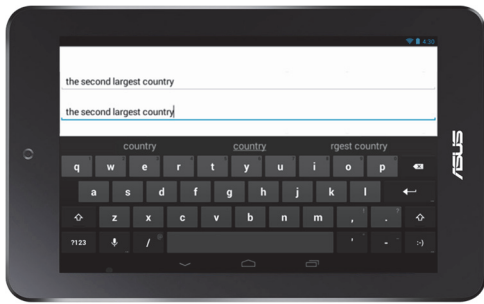 4:30
the second largest country
the second largest country
country country rgest country
q w e r t y u i o p
a s d f g h j k l
z x c v b n m , .
?123 / ' - :-)
ASUS